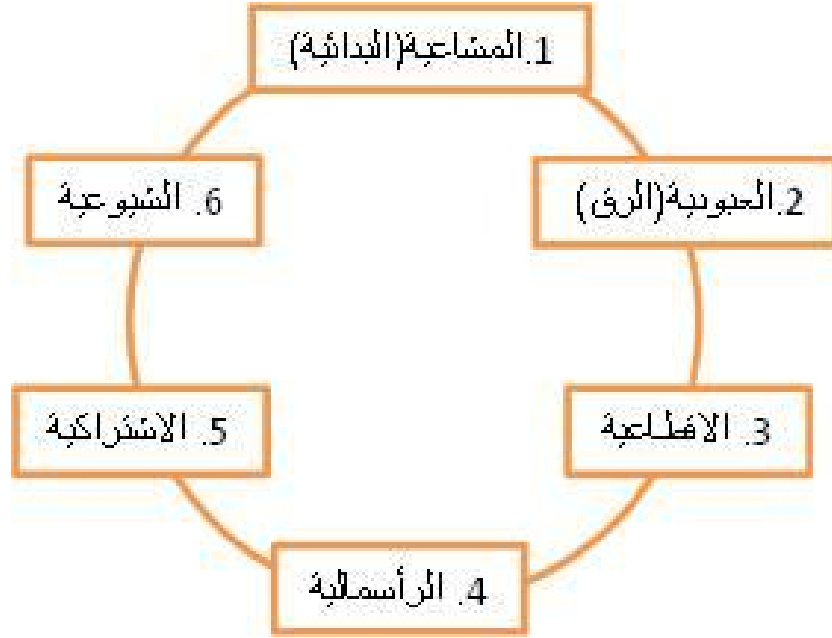 1.المشاعية(البدائية)
2.العبودية(الرق)
3. الاقطاعية
4. الرأسمالية
5. الاشتراكية
6. الشيوعية